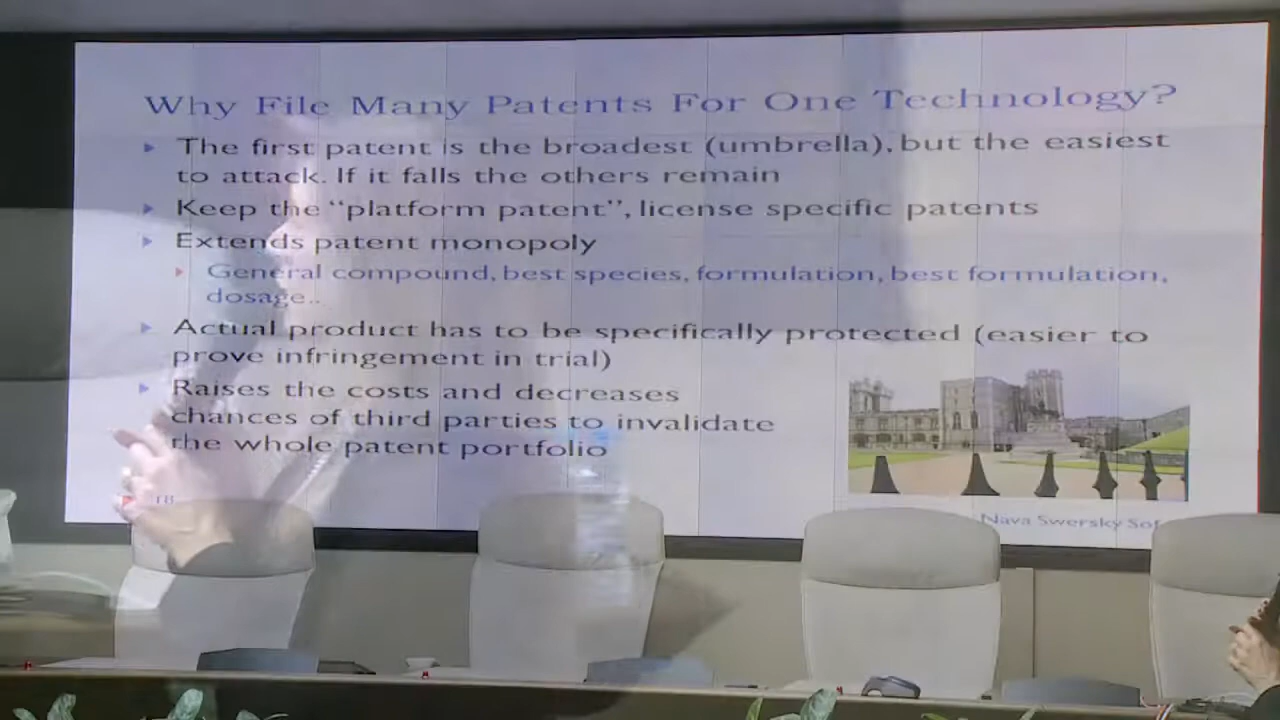 Why File Many Patents For One Technology?
The first patent is the broadest (umbrella), but the easiest
to attack. If it falls the others remain
Keep the "platform patent", license specific patents
Extends patent monopoly
General compound, best species, formulation, best formulation,
dosage..
Actual product has to be specifically protected (easier to
prove infringement in trial)
Raises the costs and decreases
chances of third parties to invalidate
the whole patent portfolio
18
Nava Swersky Sof